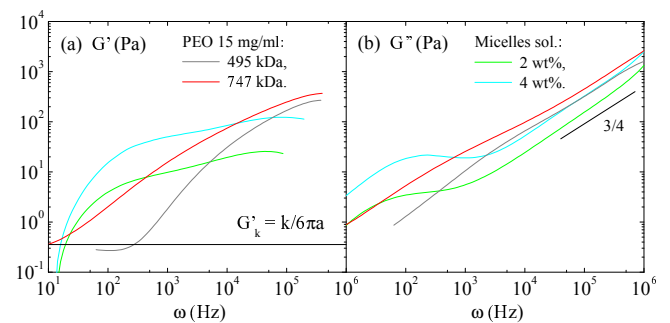 (a) G' (Pa) PEO 15 mg/ml:
495 kDa,
747 kDa.
(b) G'' (Pa) Micelles sol.:
2 wt%,
4 wt%.
10⁴
10³
10²
10¹
10⁰
10⁻¹
3/4
G'ₖ = k/6πa
10¹ 10² 10³ 10⁴ 10⁵ 10⁶ 10² 10³ 10⁴ 10⁵ 10⁶
ω (Hz) ω (Hz)